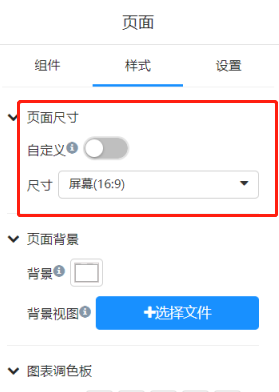 页面
组件 样式 设置
页面尺寸
自定义
尺寸 屏幕(16:9)
页面背景
背景
背景视图 +选择文件
图表调色板